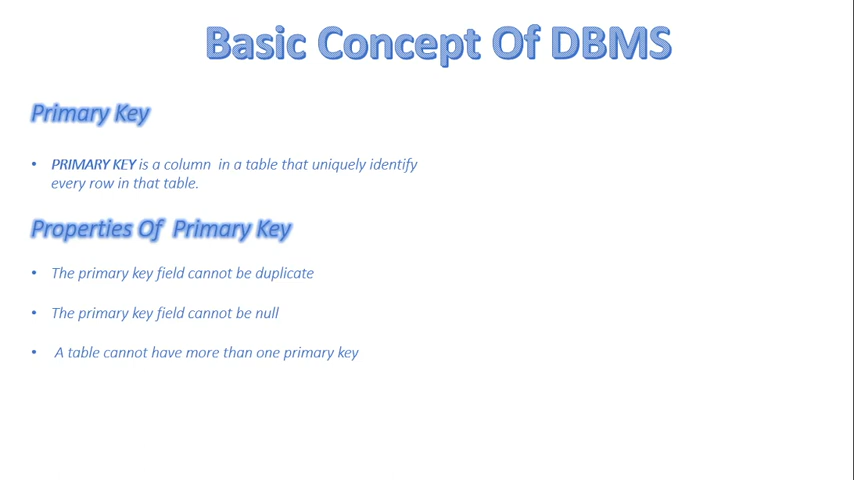 Basic Concept Of DBMS
Primary Key
• PRIMARY KEY is a column in a table that uniquely identify
every row in that table.
Properties Of Primary Key
• The primary key field cannot be duplicate
• The primary key field cannot be null
• A table cannot have more than one primary key